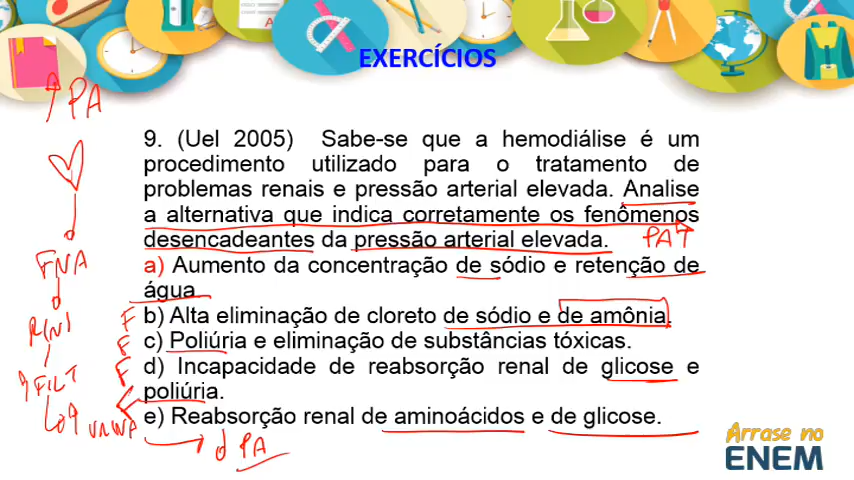 EXERCÍCIOS
↑ PA
9. (Uel 2005) Sabe-se que a hemodiálise é um
procedimento utilizado para o tratamento de
problemas renais e pressão arterial elevada. Analise
a alternativa que indica corretamente os fenômenos
desencadeantes da pressão arterial elevada.
PA↑
a) Aumento da concentração de sódio e retenção de
água
F b) Alta eliminação de cloreto de sódio e de amônia.
F c) Poliúria e eliminação de substâncias tóxicas.
F d) Incapacidade de reabsorção renal de glicose e
poliúria.
e) Reabsorção renal de aminoácidos e de glicose.
FNA
↑ FILT
PA
Arrase no
ENEM